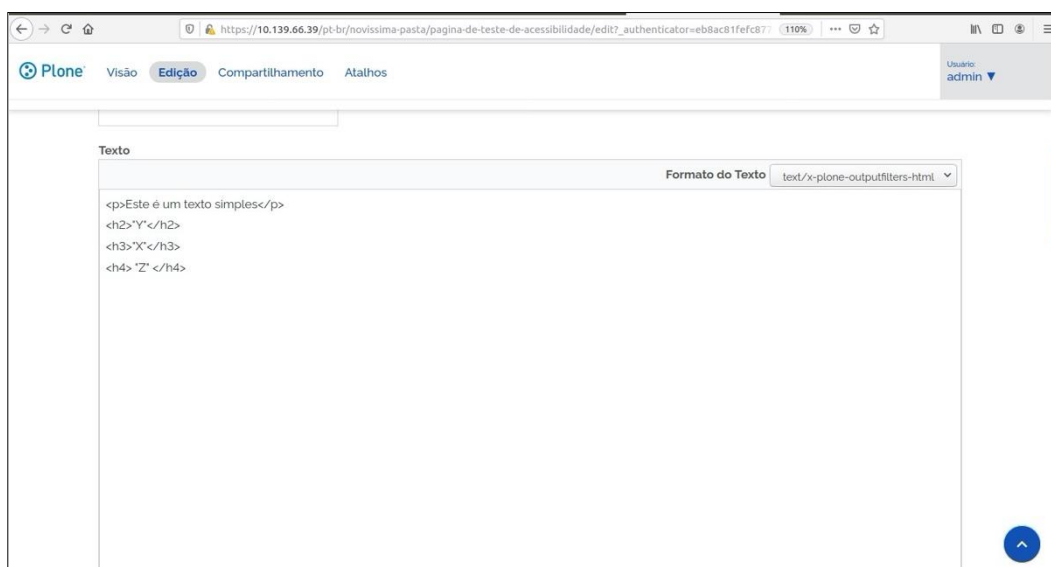 https://10.139.66.39/pt-br/novissima-pasta/pagina-de-teste-de-acessibilidade/edit?_authenticator=eb8ac81fefc877 110%
Plone Visão Edição Compartilhamento Atalhos
Usuário:
admin ▼
Texto
Formato do Texto text/x-plone-outputfilters-html
<p>Este é um texto simples</p>
<h2>"Y"</h2>
<h3>"X"</h3>
<h4> "Z" </h4>